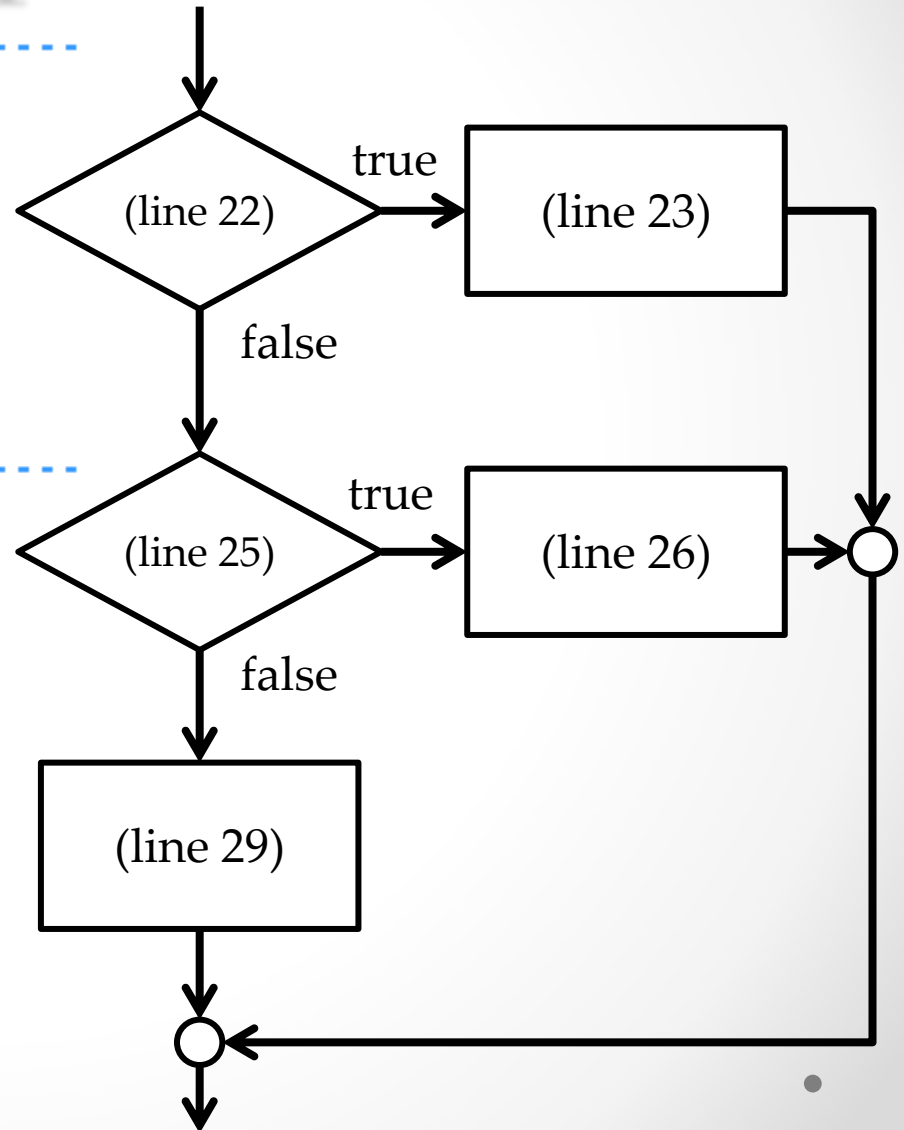 true
(line 22)
(line 23)
false
true
(line 25)
(line 26)
false
(line 29)